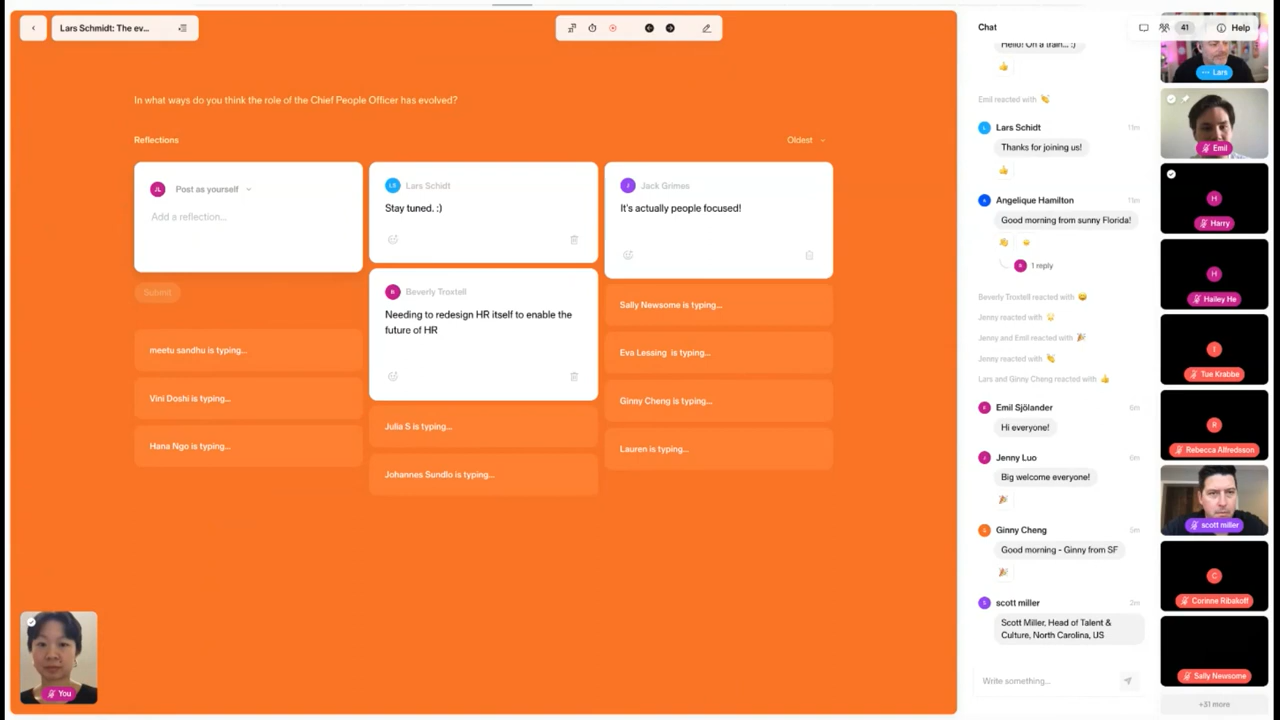 Lars Schmidt: The ev...
41
Help
In what ways do you think the role of the Chief People Officer has evolved?
Reflections
Oldest
JL
Post as yourself
Add a reflection...
Submit
meetu sandhu is typing...
Vini Doshi is typing...
Hana Ngo is typing...
LS
Lars Schidt
Stay tuned. :)
Beverly Troxtell
Needing to redesign HR itself to enable the
future of HR
Julia S is typing...
Johannes Sundlo is typing...
J
Jack Grimes
It's actually people focused!
Sally Newsome is typing...
Eva Lessing is typing...
Ginny Cheng is typing...
Lauren is typing...
You
Chat
Hello! On a train... :)
Emil reacted with
Lars Schidt
11m
Thanks for joining us!
Angelique Hamilton
11m
Good morning from sunny Florida!
1 reply
Beverly Troxtell reacted with
Jenny reacted with
Jenny and Emil reacted with
Jenny reacted with
Lars and Ginny Cheng reacted with
Emil Sjölander
6m
Hi everyone!
Jenny Luo
6m
Big welcome everyone!
Ginny Cheng
5m
Good morning - Ginny from SF
scott miller
2m
Scott Miller, Head of Talent &
Culture, North Carolina, US
Write something...
Lars
Emil
H
Harry
H
Hailey He
T
Tue Krabbe
R
Rebecca Alfredsson
scott miller
C
Corinne Ribakoff
Sally Newsome
+31 more